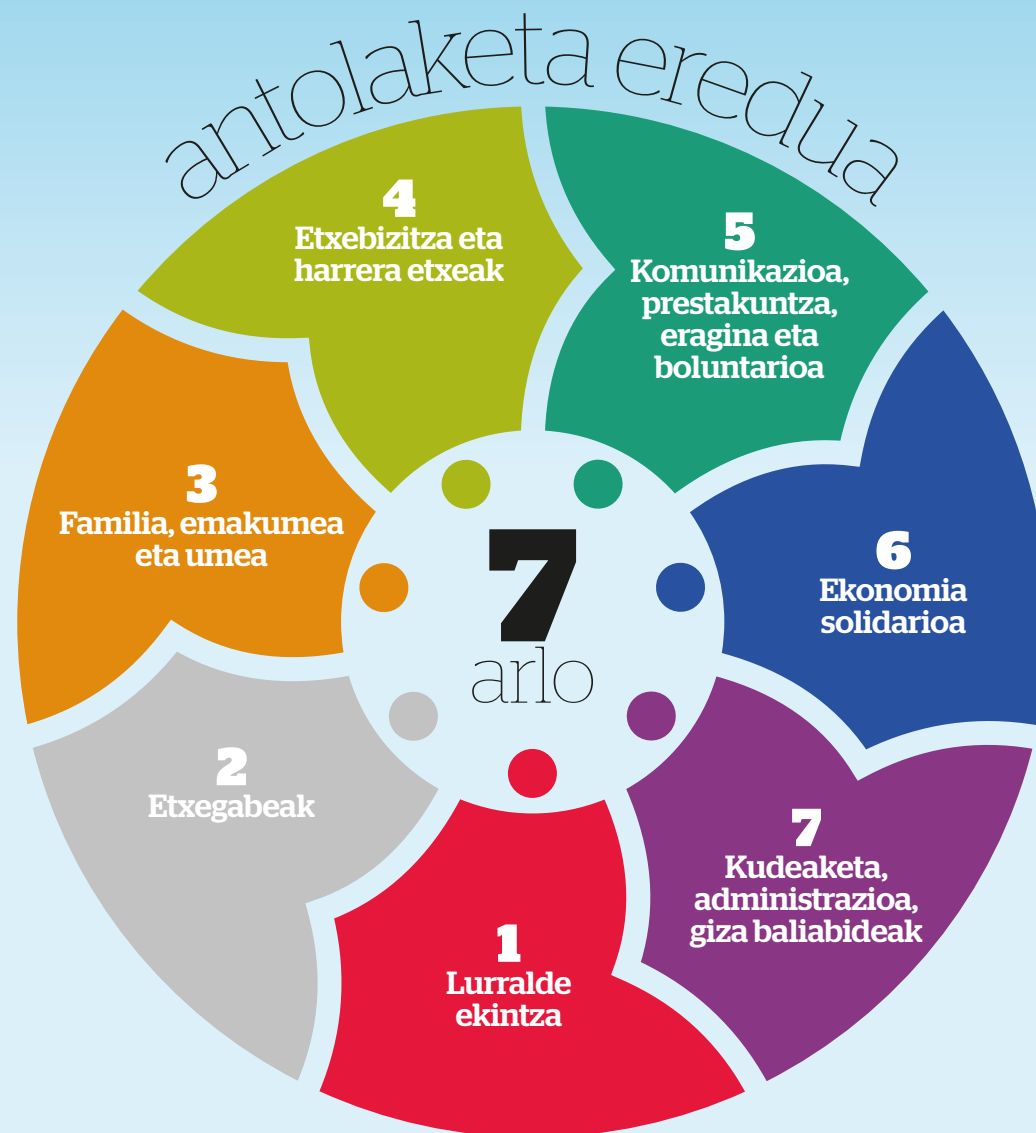 antolaketa eredua
4
Etxebizitza eta
harrera etxeak
5
Komunikazioa,
prestakuntza,
eragina eta
boluntarioa
3
Familia, emakumea
eta umea
6
Ekonomia
solidarioa
7
arlo
2
Etxegabeak
7
Kudeaketa,
administrazioa,
giza baliabideak
1
Lurralde
ekintza